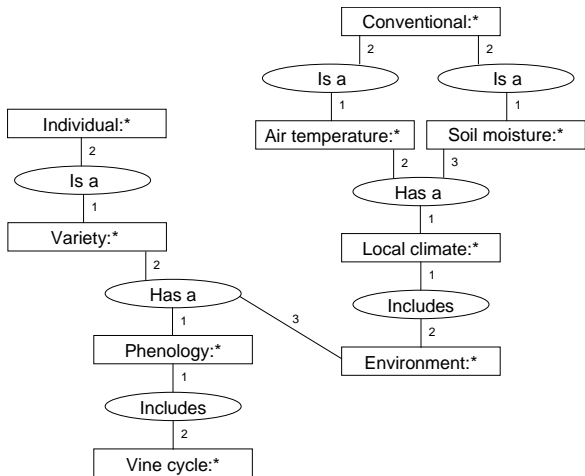 Conventional:*
2
2
Is a
Is a
1
1
Individual:*
Air temperature:*
Soil moisture:*
2
2
3
Is a
Has a
1
1
Variety:*
Local climate:*
2
1
Has a
Includes
1
3
2
Phenology:*
Environment:*
1
Includes
2
Vine cycle:*